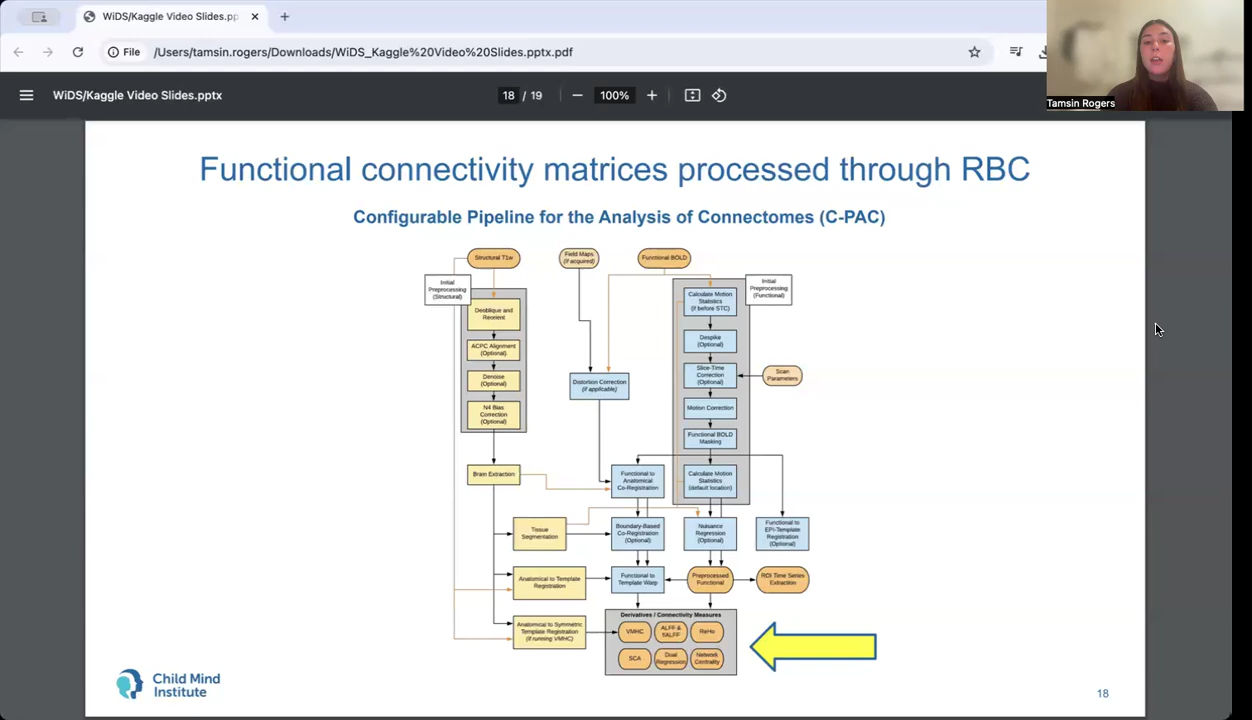 WiDS/Kaggle Video Slides.pp
File
/Users/tamsin.rogers/Downloads/WiDS_Kaggle%20Video%20Slides.pptx.pdf
Tamsin Rogers
WiDS/Kaggle Video Slides.pptx
18 / 19
100%
Functional connectivity matrices processed through RBC
Configurable Pipeline for the Analysis of Connectomes (C-PAC)
Structural T1w
Field Maps
(if acquired)
Functional BOLD
Initial
Preprocessing
(Structural)
Initial
Preprocessing
(Functional)
Deoblique and
Reorient
ACPC Alignment
(Optional)
Denoise
(Optional)
N4 Bias
Correction
(Optional)
Calculate Motion
Statistics
(if before STC)
Despike
(Optional)
Slice-Time
Correction
(Optional)
Scan
Parameters
Distortion Correction
(if applicable)
Motion Correction
Functional BOLD
Masking
Brain Extraction
Functional to
Anatomical
Co-Registration
Calculate Motion
Statistics
(default location)
Tissue
Segmentation
Boundary-Based
Co-Registration
(Optional)
Nuisance
Regression
(Optional)
Functional to
EPI-Template
Registration
(Optional)
Anatomical to Template
Registration
Functional to
Template Warp
Preprocessed
Functional
ROI Time Series
Extraction
Anatomical to Symmetric
Template Registration
(if running VMHC)
Derivatives / Connectivity Measures
VMHC
ALFF &
fALFF
ReHo
SCA
Dual
Regression
Network
Centrality
Child Mind
Institute
18